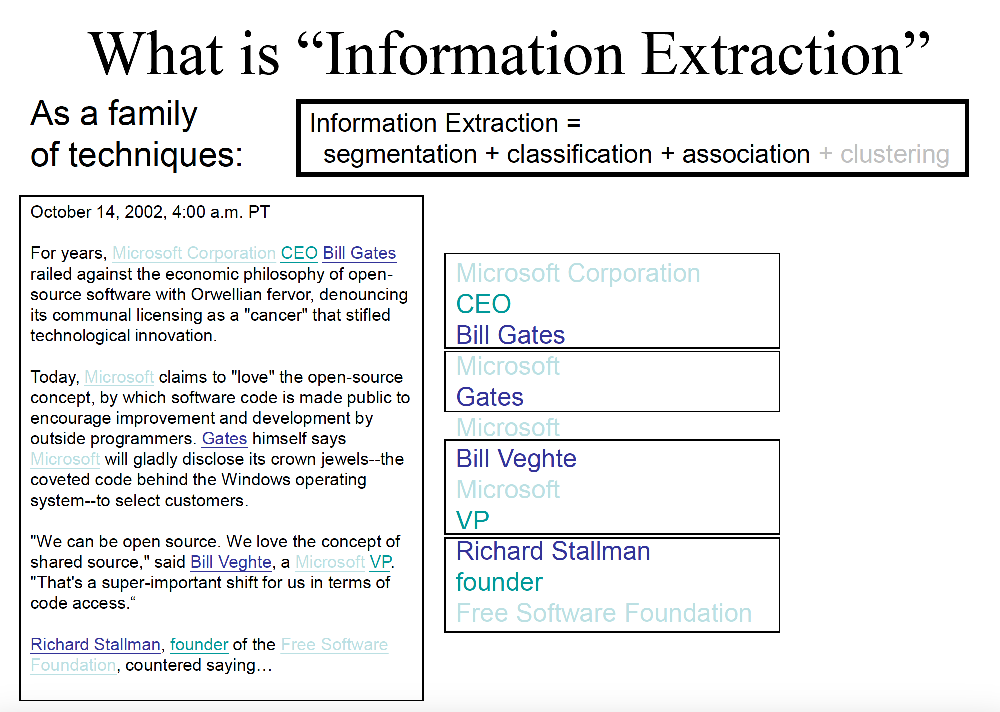 What is “Information Extraction”
As a family
of techniques:
Information Extraction =
segmentation + classification + association + clustering
October 14, 2002, 4:00 a.m. PT
For years, Microsoft Corporation CEO Bill Gates
railed against the economic philosophy of open-
source software with Orwellian fervor, denouncing
its communal licensing as a "cancer" that stifled
technological innovation.
Today, Microsoft claims to "love" the open-source
concept, by which software code is made public to
encourage improvement and development by
outside programmers. Gates himself says
Microsoft will gladly disclose its crown jewels--the
coveted code behind the Windows operating
system--to select customers.
"We can be open source. We love the concept of
shared source," said Bill Veghte, a Microsoft VP.
"That's a super-important shift for us in terms of
code access.“
Richard Stallman, founder of the Free Software
Foundation, countered saying…
Microsoft Corporation
CEO
Bill Gates
Microsoft
Gates
Microsoft
Bill Veghte
Microsoft
VP
Richard Stallman
founder
Free Software Foundation